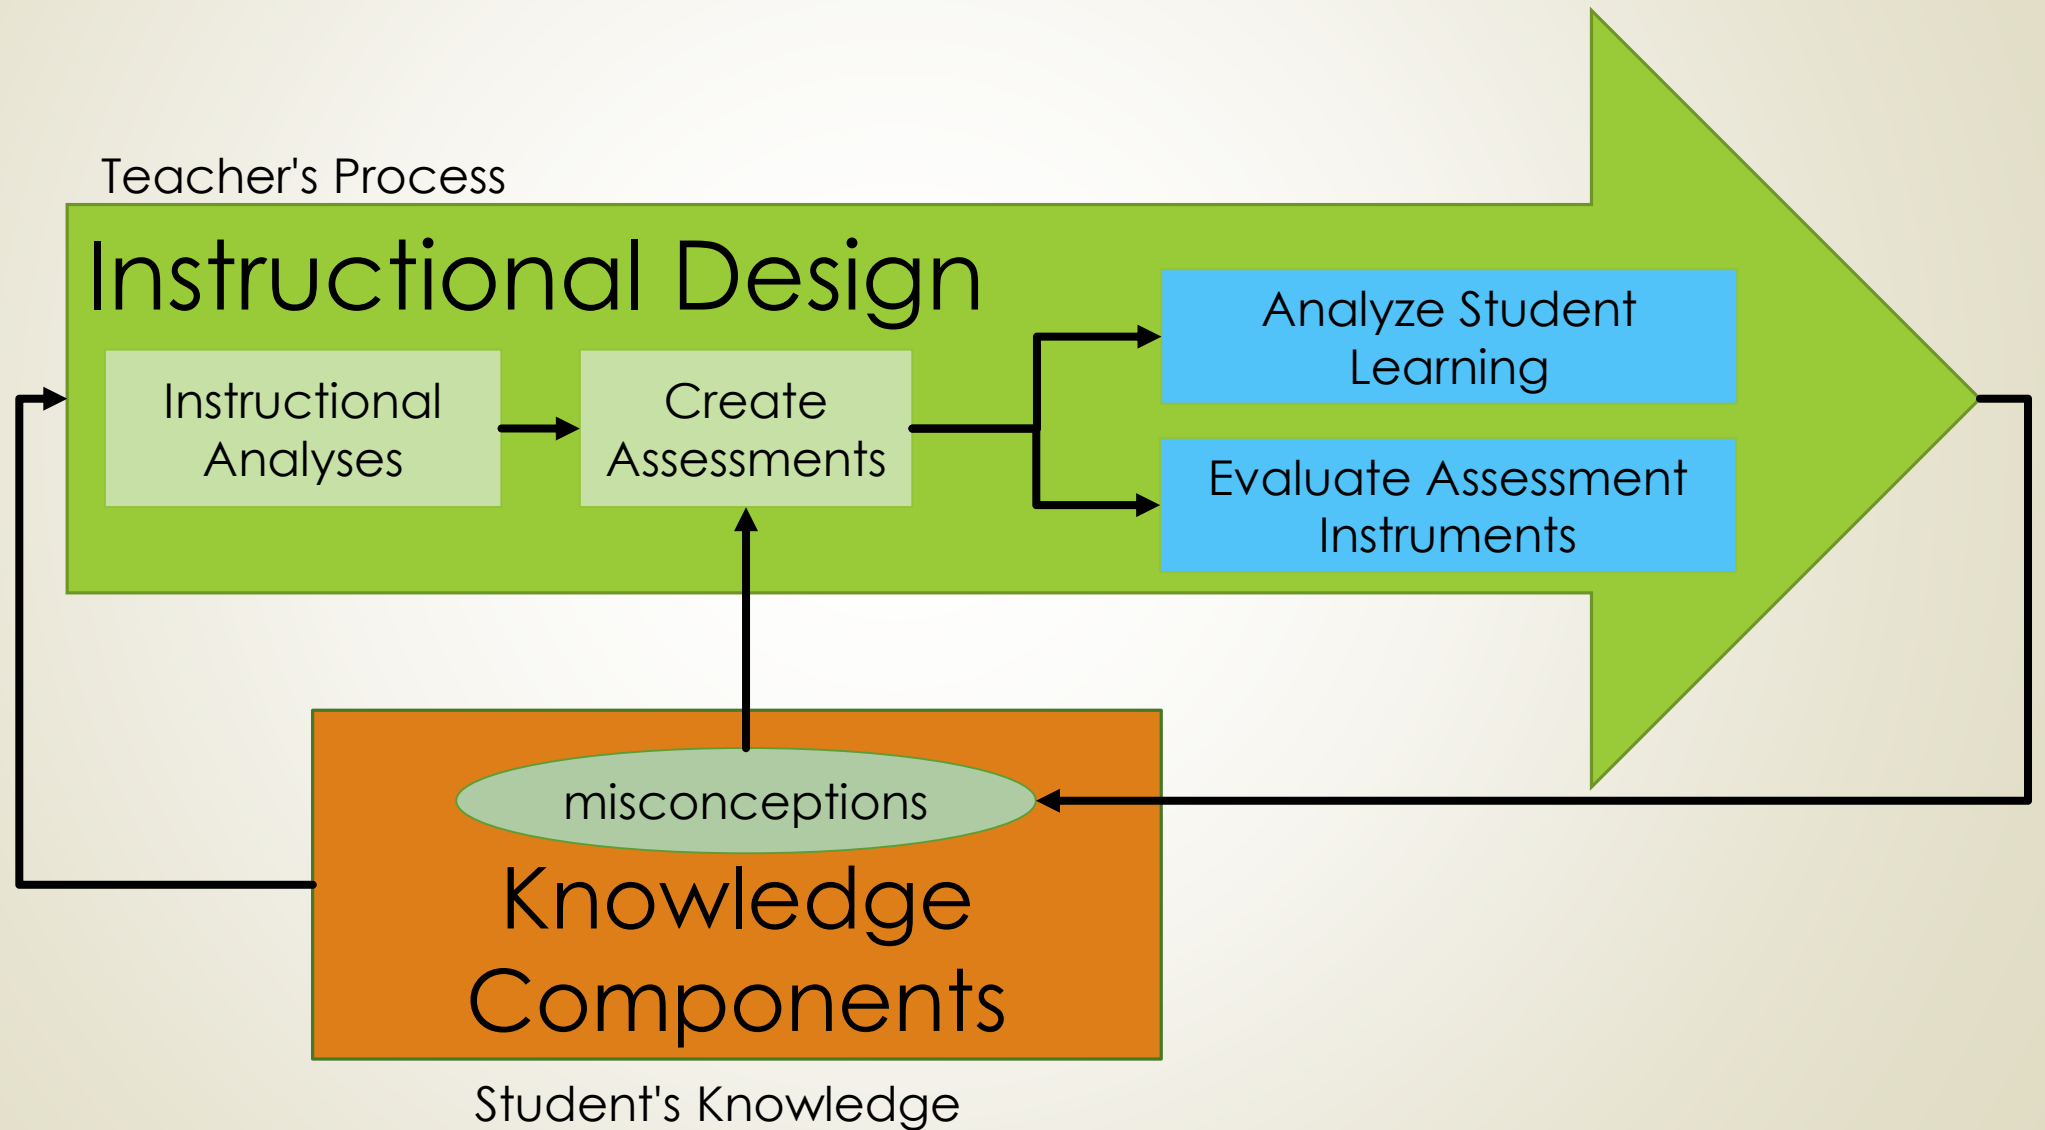 Teacher's Process
Instructional Design
Instructional
Analyses
Create
Assessments
Analyze Student
Learning
Evaluate Assessment
Instruments
misconceptions
Knowledge
Components
Student's Knowledge